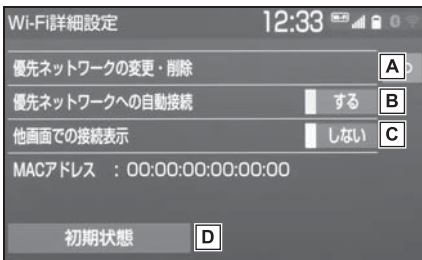 Wi-Fi詳細設定 12:33
優先ネットワークの変更・削除 A
優先ネットワークへの自動接続 する B
他画面での接続表示 しない C
MACアドレス : 00:00:00:00:00:00
初期状態 D